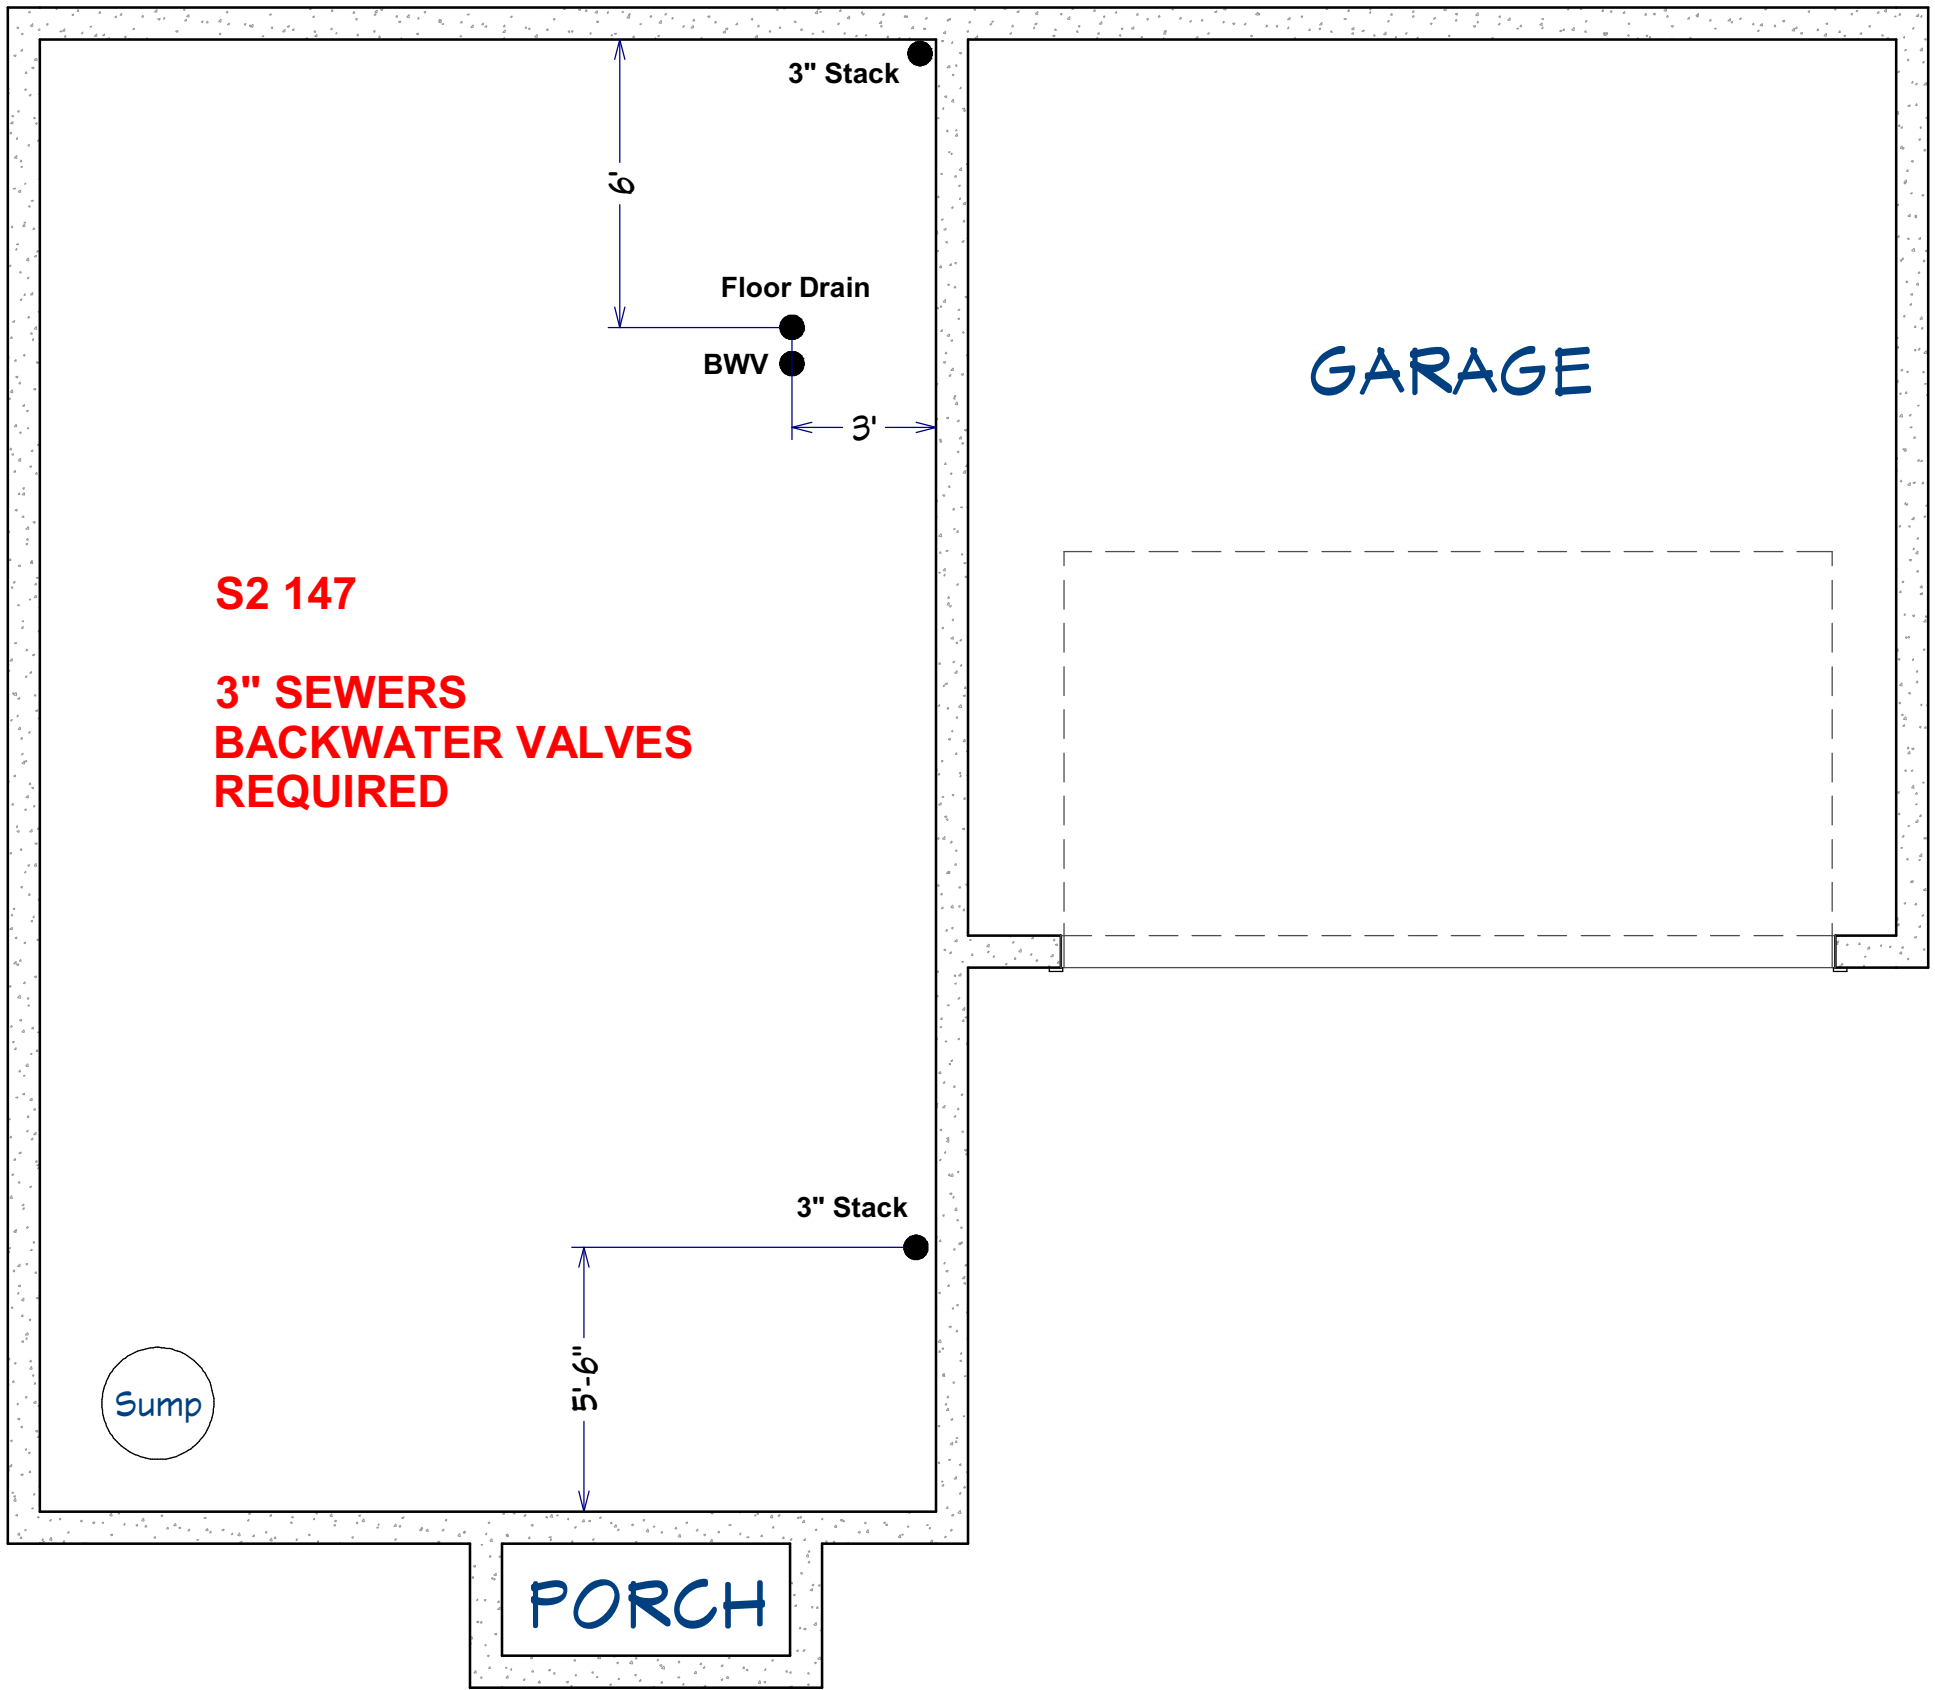 3" Stack
6'
Floor Drain
BWV
3'
GARAGE
S2 147
3" SEWERS
BACKWATER VALVES
REQUIRED
3" Stack
5'-6"
Sump
PORCH